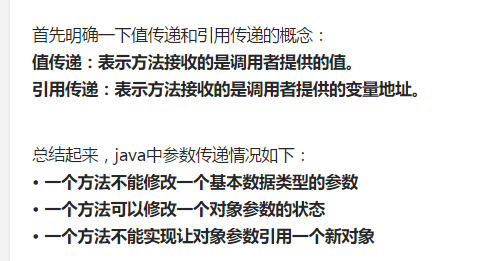 首先明确一下值传递和引用传递的概念：
值传递：表示方法接收的是调用者提供的值。
引用传递：表示方法接收的是调用者提供的变量地址。
总结起来，java中参数传递情况如下：
• 一个方法不能修改一个基本数据类型的参数
• 一个方法可以修改一个对象参数的状态
• 一个方法不能实现让对象参数引用一个新对象